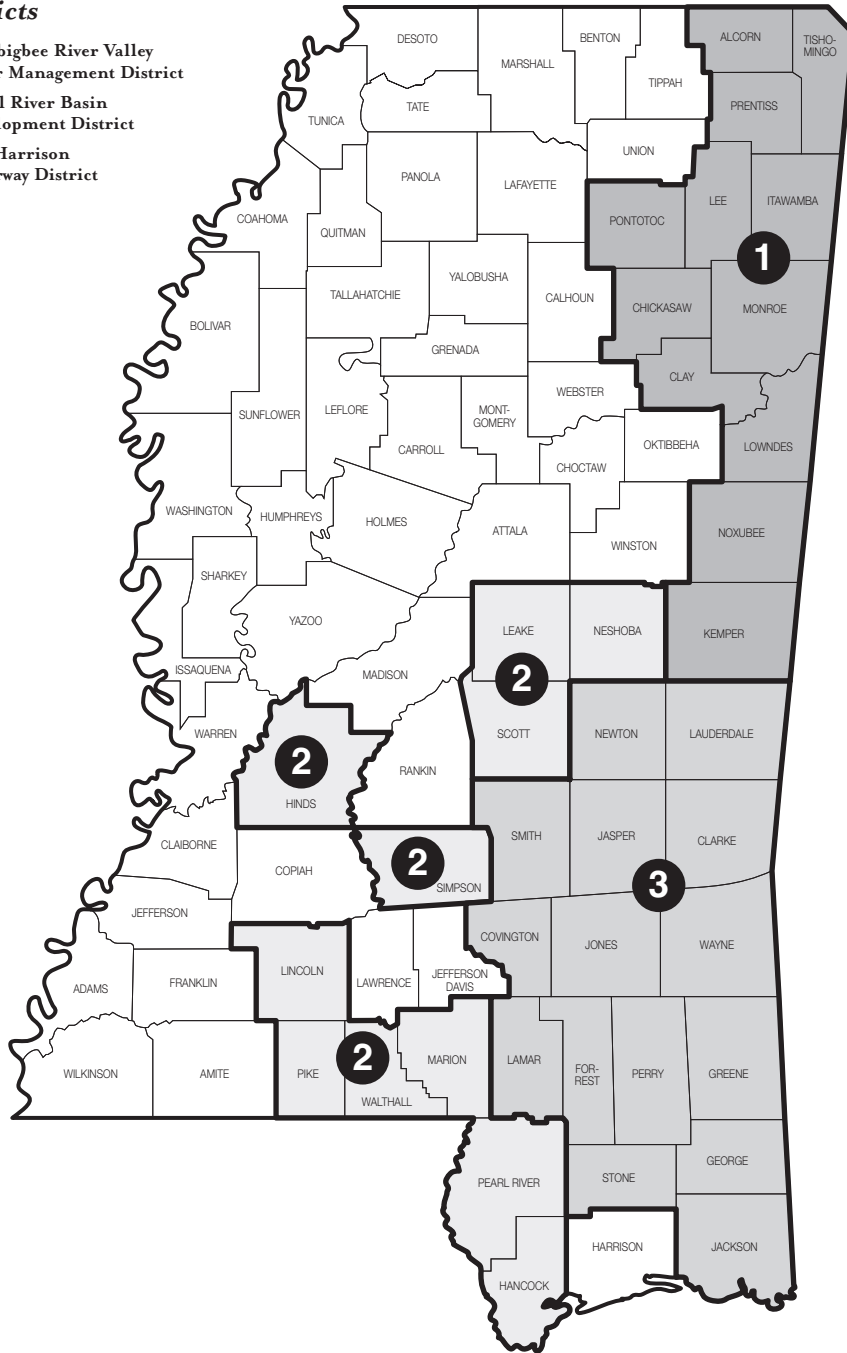 icts
bigbee River Valley
r Management District
l River Basin
lopment District
Harrison
rway District
DESOTO
BENTON
ALCORN
TISHO-
MINGO
MARSHALL
TIPPAH
TATE
PRENTISS
TUNICA
UNION
PANOLA
LAFAYETTE
LEE
ITAWAMBA
COAHOMA
PONTOTOC
QUITMAN
1
YALOBUSHA
TALLAHATCHIE
CALHOUN
CHICKASAW
MONROE
BOLIVAR
GRENADA
CLAY
WEBSTER
SUNFLOWER
LEFLORE
MONT-
GOMERY
CARROLL
OKTIBBEHA
LOWNDES
CHOCTAW
WASHINGTON
HUMPHREYS
HOLMES
ATTALA
NOXUBEE
WINSTON
SHARKEY
YAZOO
LEAKE
NESHOBA
KEMPER
ISSAQUENA
MADISON
2
WARREN
SCOTT
NEWTON
LAUDERDALE
2
RANKIN
HINDS
SMITH
JASPER
CLARKE
CLAIBORNE
COPIAH
2
SIMPSON
3
JEFFERSON
COVINGTON
JONES
WAYNE
LINCOLN
JEFFERSON
DAVIS
ADAMS
FRANKLIN
LAWRENCE
2
MARION
LAMAR
FOR-
REST
PERRY
GREENE
WILKINSON
AMITE
PIKE
WALTHALL
GEORGE
PEARL RIVER
STONE
HARRISON
JACKSON
HANCOCK